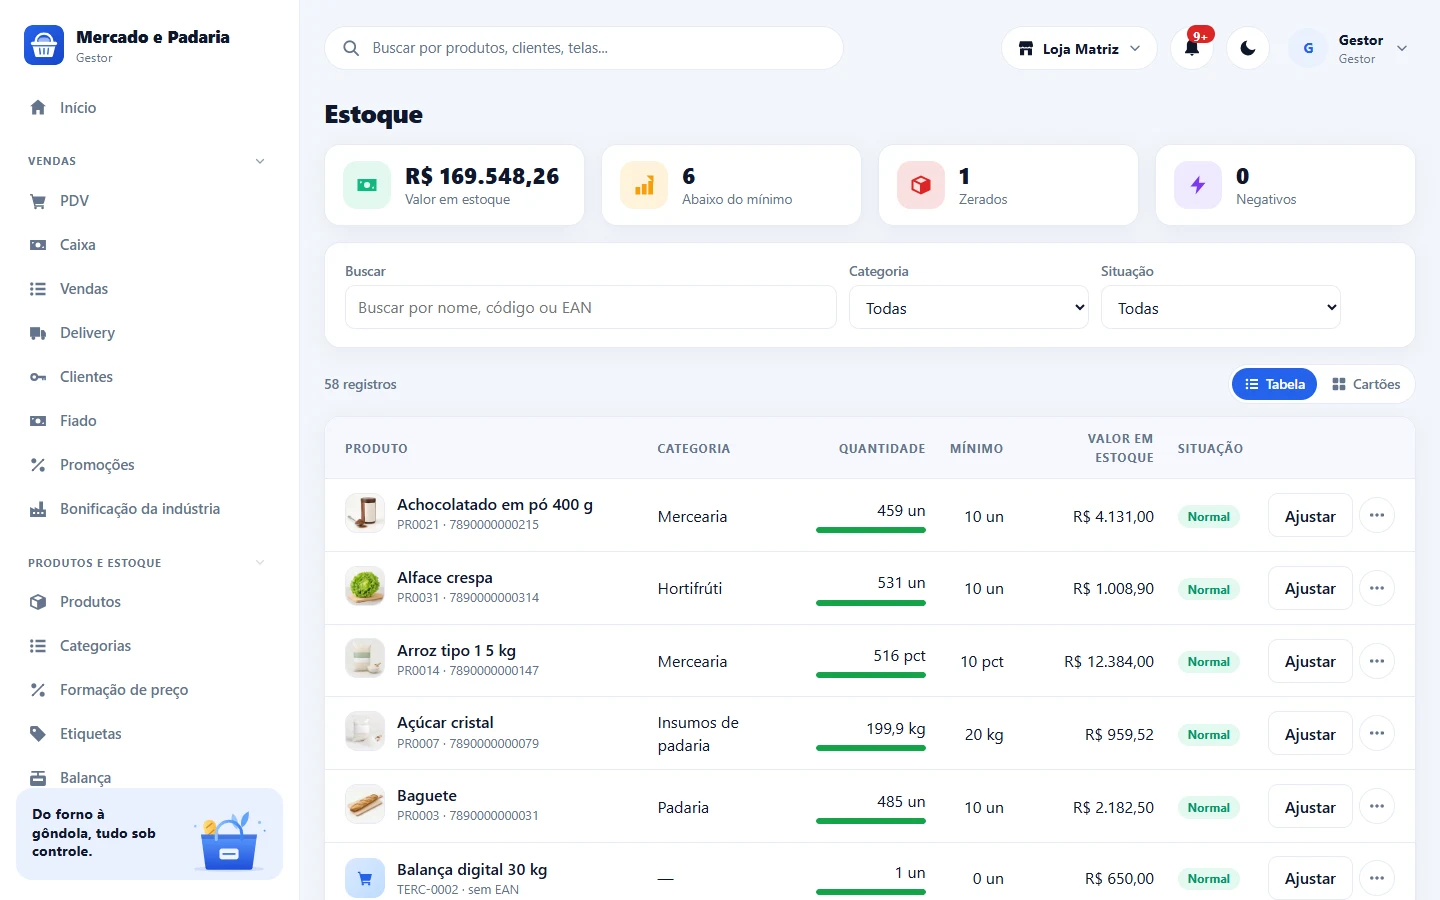 Mercado e Padaria
Gestor
Início
VENDAS
PDV
Caixa
Vendas
Delivery
Clientes
Fiado
Promoções
Bonificação da indústria
PRODUTOS E ESTOQUE
Produtos
Categorias
Formação de preço
Etiquetas
Balança
Do forno à
gôndola, tudo sob
controle.
Buscar por produtos, clientes, telas...
Loja Matriz
9+
G
Gestor
Gestor
Estoque
R$ 169.548,26
Valor em estoque
6
Abaixo do mínimo
1
Zerados
0
Negativos
Buscar
Buscar por nome, código ou EAN
Categoria
Todas
Situação
Todas
58 registros
Tabela
Cartões
PRODUTO CATEGORIA QUANTIDADE MÍNIMO VALOR EM ESTOQUE SITUAÇÃO
Achocolatado em pó 400 g
PR0021 · 7890000000215
Mercearia
459 un
10 un
R$ 4.131,00
Normal
Ajustar
Alface crespa
PR0031 · 7890000000314
Hortifrúti
531 un
10 un
R$ 1.008,90
Normal
Ajustar
Arroz tipo 1 5 kg
PR0014 · 7890000000147
Mercearia
516 pct
10 pct
R$ 12.384,00
Normal
Ajustar
Açúcar cristal
PR0007 · 7890000000079
Insumos de
padaria
199,9 kg
20 kg
R$ 959,52
Normal
Ajustar
Baguete
PR0003 · 7890000000031
Padaria
485 un
10 un
R$ 2.182,50
Normal
Ajustar
Balança digital 30 kg
TERC-0002 · sem EAN
—
1 un
0 un
R$ 650,00
Normal
Ajustar